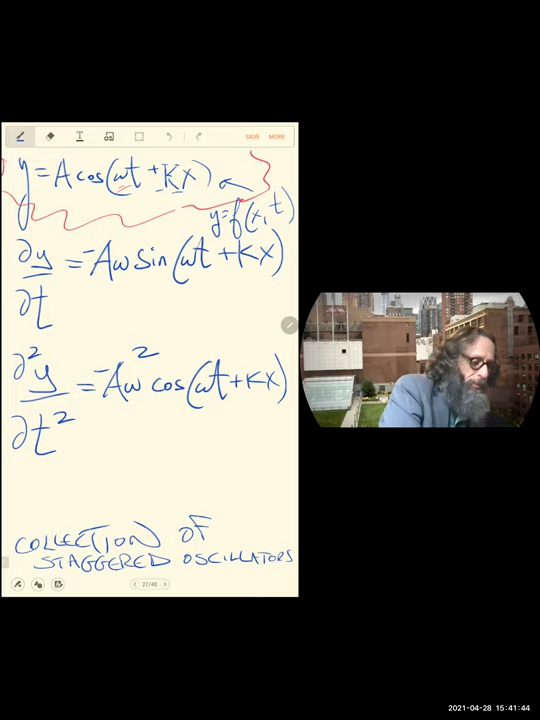 SAVE MORE
y = A cos(ωt + Kx)
y = f(x, t)
∂y/∂t = -Aω sin(ωt + Kx)
∂²y/∂t² = -Aω² cos(ωt + Kx)
COLLECTION OF
STAGGERED OSCILLATORS
27/40
2021-04-28 15:41:44